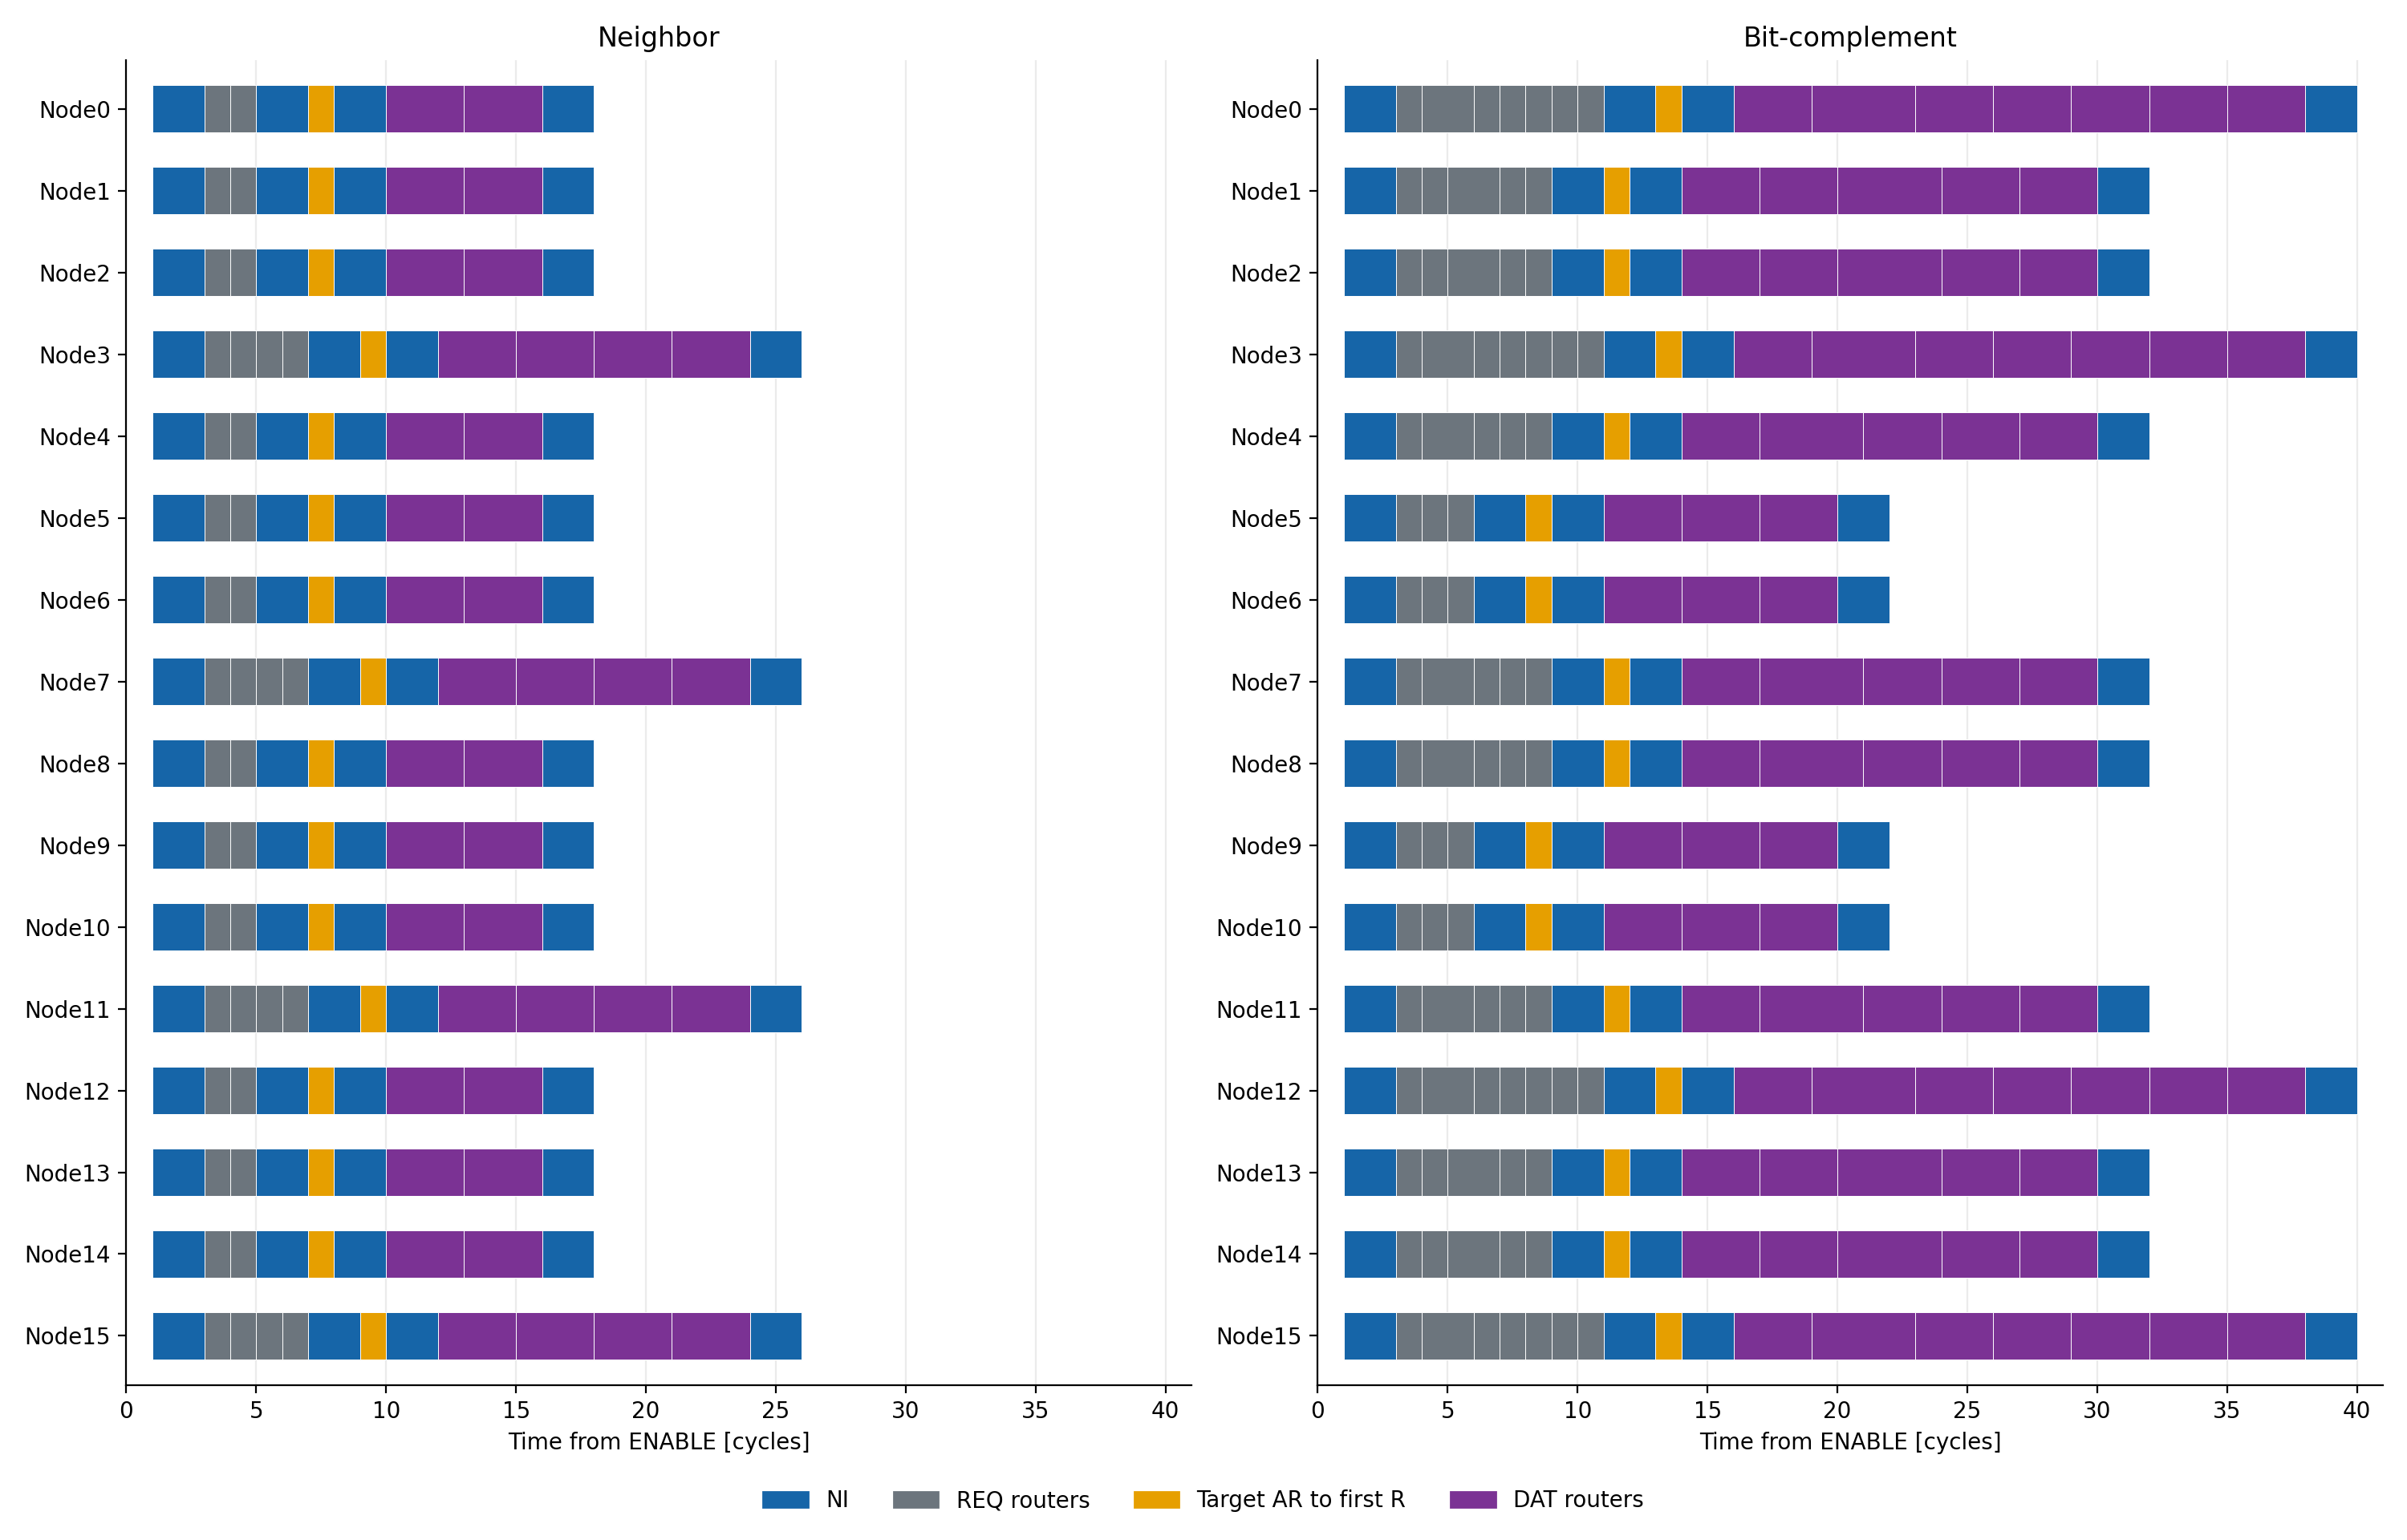 Neighbor
Node0
Node1
Node2
Node3
Node4
Node5
Node6
Node7
Node8
Node9
Node10
Node11
Node12
Node13
Node14
Node15
0 5 10 15 20 25 30 35 40
Time from ENABLE [cycles]
Bit-complement
Node0
Node1
Node2
Node3
Node4
Node5
Node6
Node7
Node8
Node9
Node10
Node11
Node12
Node13
Node14
Node15
0 5 10 15 20 25 30 35 40
Time from ENABLE [cycles]
NI REQ routers Target AR to first R DAT routers